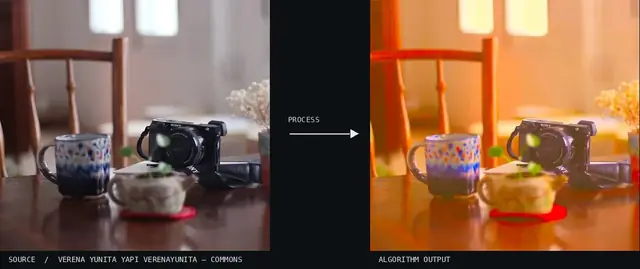 PROCESS
SOURCE / VERENA YUNITA YAPI VERENAYUNITA — COMMONS
ALGORITHM OUTPUT